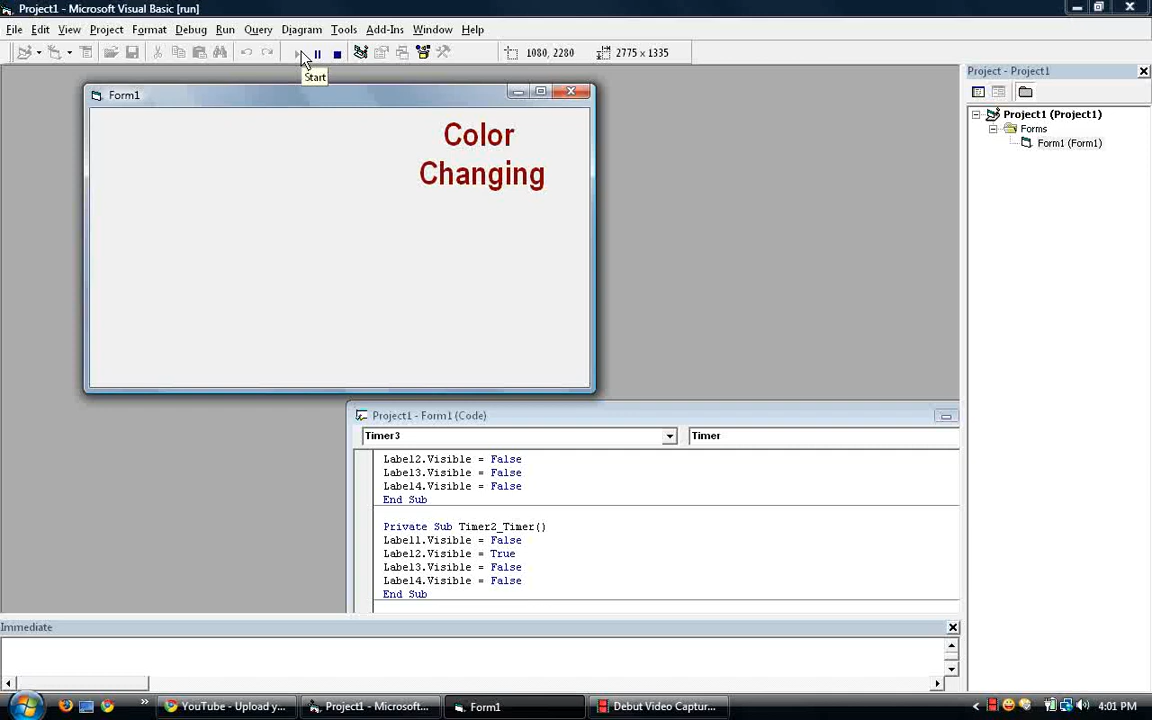 Project1 - Microsoft Visual Basic [run]
File Edit View Project Format Debug Run Query Diagram Tools Add-Ins Window Help
1080, 2280 2775 x 1335
Start
Project - Project1
Form1
Color
Changing
Project1 (Project1)
Forms
Form1 (Form1)
Project1 - Form1 (Code)
Timer3 Timer
Label2.Visible = False
Label3.Visible = False
Label4.Visible = False
End Sub
Private Sub Timer2_Timer()
Label1.Visible = False
Label2.Visible = True
Label3.Visible = False
Label4.Visible = False
End Sub
Immediate
YouTube - Upload y... Project1 - Microsoft... Form1 Debut Video Captur... 4:01 PM